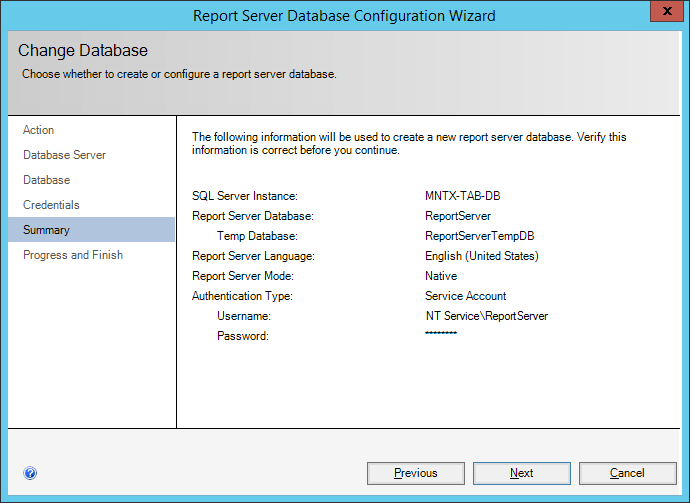 Report Server Database Configuration Wizard
x
Change Database
Choose whether to create or configure a report server database.
Action
Database Server
Database
Credentials
Summary
Progress and Finish
The following information will be used to create a new report server database. Verify this
information is correct before you continue.
SQL Server Instance: MNTX-TAB-DB
Report Server Database: ReportServer
Temp Database: ReportServerTempDB
Report Server Language: English (United States)
Report Server Mode: Native
Authentication Type: Service Account
Username: NT Service\ReportServer
Password: ********
?
Previous Next Cancel